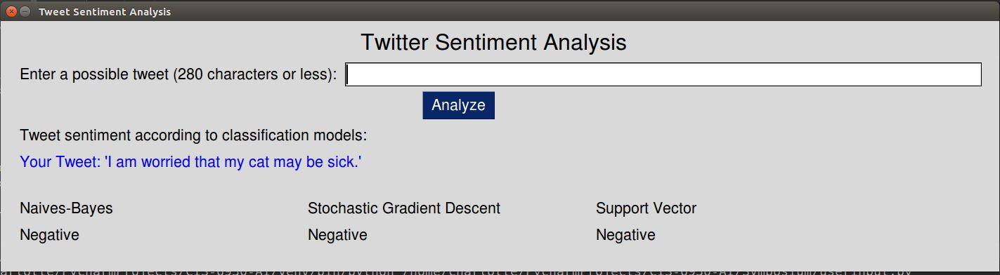 Tweet Sentiment Analysis
Twitter Sentiment Analysis
Enter a possible tweet (280 characters or less):
Analyze
Tweet sentiment according to classification models:
Your Tweet: 'I am worried that my cat may be sick.'
Naives-Bayes Stochastic Gradient Descent Support Vector
Negative Negative Negative